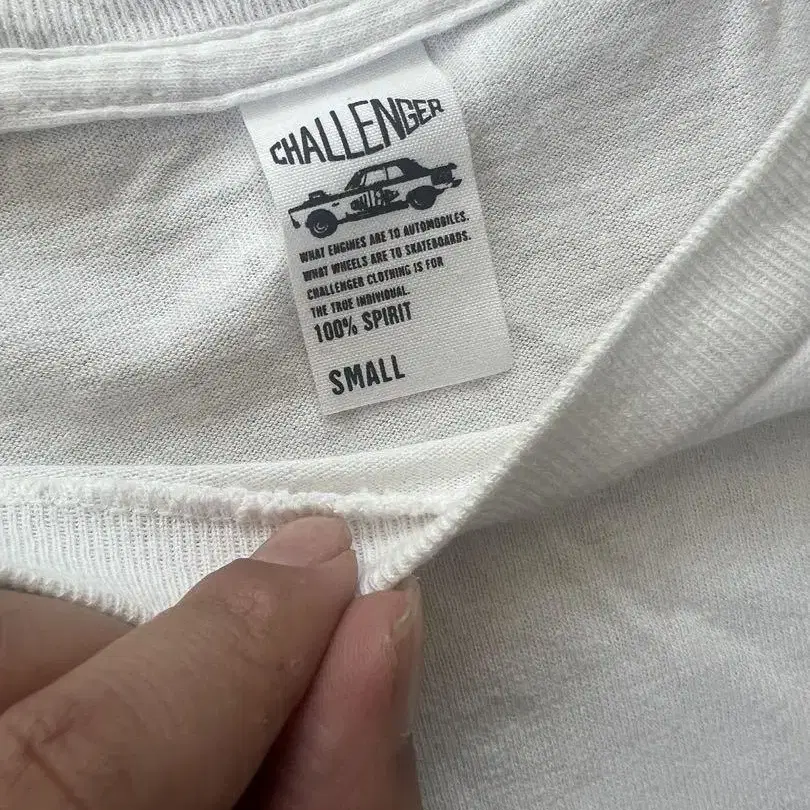 CHALLENGER
WHAT ENGINES ARE TO AUTOMOBILES.
WHAT WHEELS ARE TO SKATEBOARDS.
CHALLENGER CLOTHING IS FOR
THE TRUE INDIVIDUAL.
100% SPIRIT
SMALL